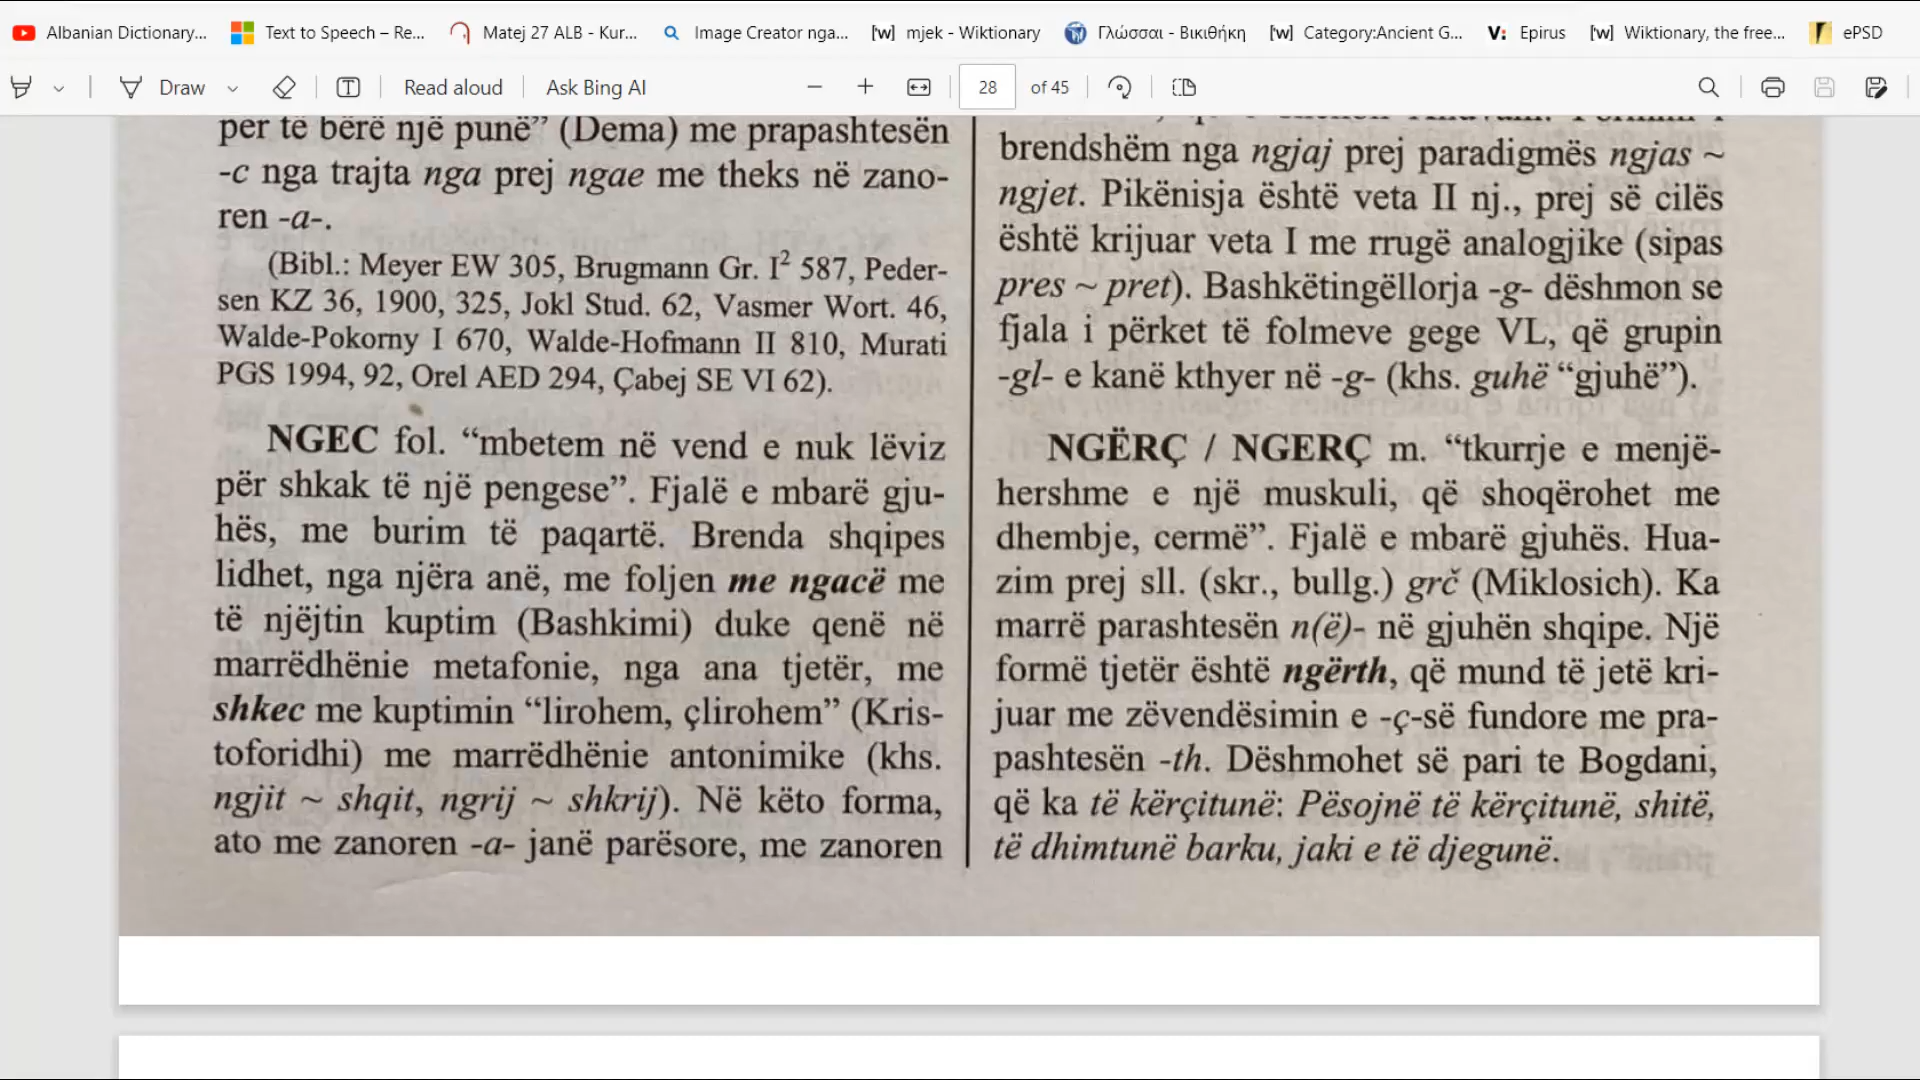 Albanian Dictionary...
Text to Speech – Re...
Matej 27 ALB - Kur...
Image Creator nga...
[w] mjek - Wiktionary
Γλώσσαι - Βικιθήκη
[w] Category:Ancient G...
V: Epirus
[w] Wiktionary, the free...
ePSD
Draw
T
Read aloud
Ask Bing AI
28 of 45
për të bërë një punë” (Dema) me prapashtesën
-c nga trajta nga prej ngae me theks në zano-
ren -a-.
(Bibl.: Meyer EW 305, Brugmann Gr. I² 587, Peder-
sen KZ 36, 1900, 325, Jokl Stud. 62, Vasmer Wort. 46,
Walde-Pokorny I 670, Walde-Hofmann II 810, Murati
PGS 1994, 92, Orel AED 294, Çabej SE VI 62).
NGEC fol. “mbetem në vend e nuk lëviz
për shkak të një pengese”. Fjalë e mbarë gju-
hës, me burim të paqartë. Brenda shqipes
lidhet, nga njëra anë, me foljen me ngacë me
të njëjtin kuptim (Bashkimi) duke qenë në
marrëdhënie metafonie, nga ana tjetër, me
shkec me kuptimin “lirohem, çlirohem” (Kris-
toforidhi) me marrëdhënie antonimike (khs.
ngjit ~ shqit, ngrij ~ shkrij). Në këto forma,
ato me zanoren -a- janë parësore, me zanoren
brendshëm nga ngjaj prej paradigmës ngjas ~
ngjet. Pikënisja është veta II nj., prej së cilës
është krijuar veta I me rrugë analogjike (sipas
pres ~ pret). Bashkëtingëllorja -g- dëshmon se
fjala i përket të folmeve gege VL, që grupin
-gl- e kanë kthyer në -g- (khs. guhë “gjuhë”).
NGËRÇ / NGERÇ m. “tkurrje e menjë-
hershme e një muskuli, që shoqërohet me
dhembje, cermë”. Fjalë e mbarë gjuhës. Hua-
zim prej sll. (skr., bullg.) grč (Miklosich). Ka
marrë parashtesën n(ë)- në gjuhën shqipe. Një
formë tjetër është ngërth, që mund të jetë kri-
juar me zëvendësimin e -ç-së fundore me pra-
pashtesën -th. Dëshmohet së pari te Bogdani,
që ka të kërçitunë: Pësojnë të kërçitunë, shitë,
të dhimtunë barku, jaki e të djegunë.